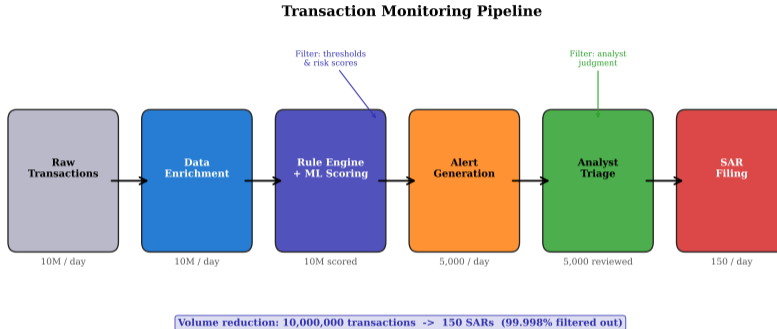 Transaction Monitoring Pipeline
Filter: thresholds
& risk scores
Filter: analyst
judgment
Raw
Transactions
Data
Enrichment
Rule Engine
+ ML Scoring
Alert
Generation
Analyst
Triage
SAR
Filing
10M / day
10M / day
10M scored
5,000 / day
5,000 reviewed
150 / day
Volume reduction: 10,000,000 transactions -> 150 SARs (99.998% filtered out)